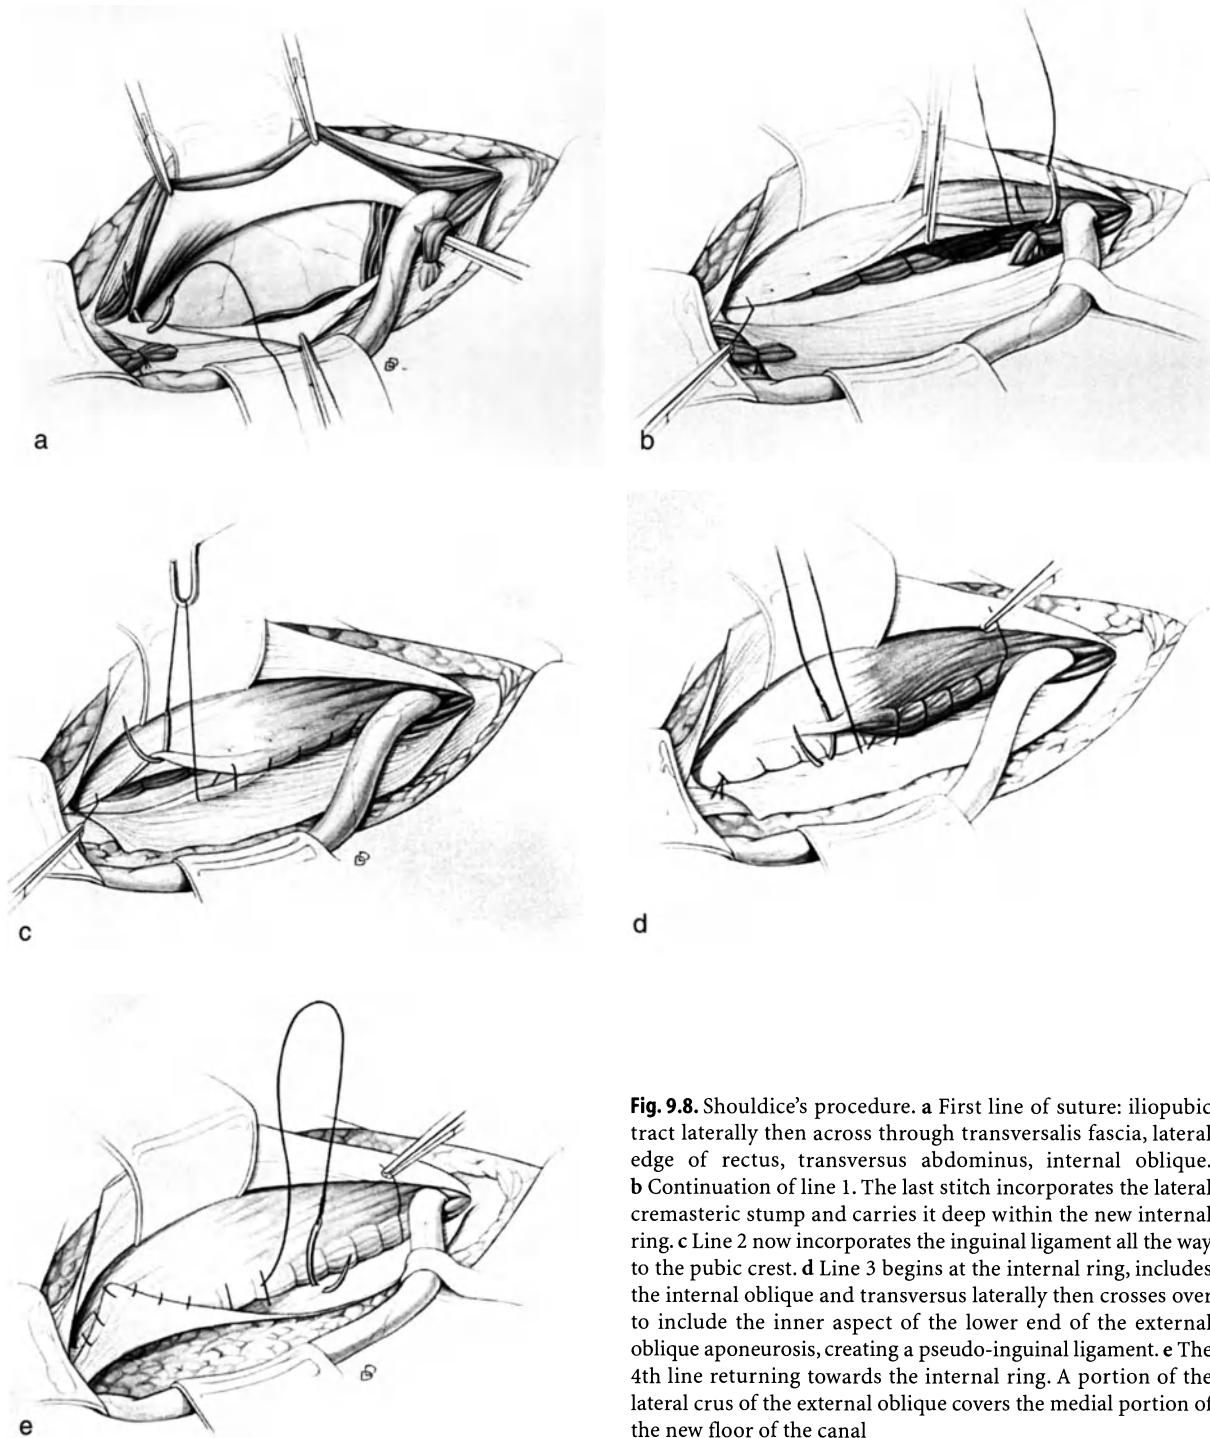 a
b
c
d
e
Fig. 9.8. Shouldice's procedure. a First line of suture: iliopubic
tract laterally then across through transversalis fascia, lateral
edge of rectus, transversus abdominus, internal oblique.
b Continuation of line 1. The last stitch incorporates the lateral
cremasteric stump and carries it deep within the new internal
ring. c Line 2 now incorporates the inguinal ligament all the way
to the pubic crest. d Line 3 begins at the internal ring, includes
the internal oblique and transversus laterally then crosses over
to include the inner aspect of the lower end of the external
oblique aponeurosis, creating a pseudo-inguinal ligament. e The
4th line returning towards the internal ring. A portion of the
lateral crus of the external oblique covers the medial portion of
the new floor of the canal